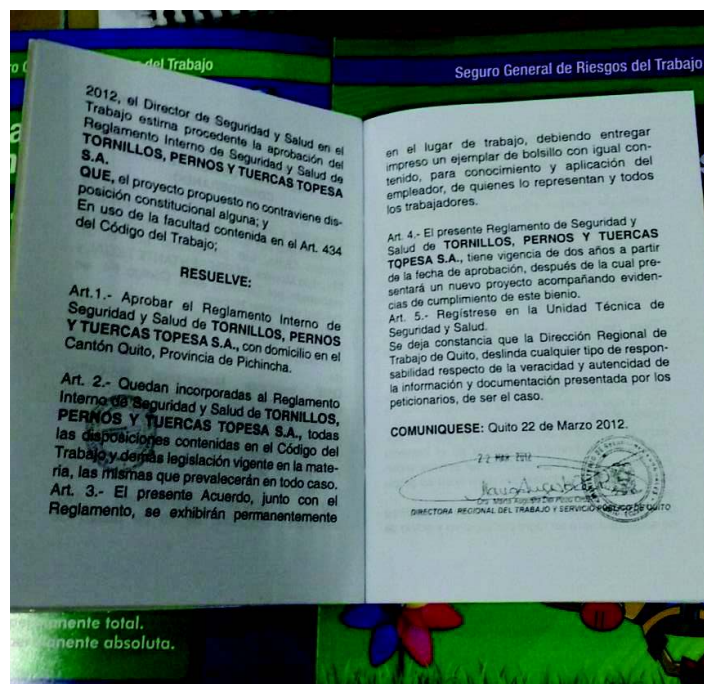 del Trabajo
Seguro General de Riesgos del Trabajo
2012, el Director de Seguridad y Salud en el
Trabajo estima procedente la aprobación del
Reglamento Interno de Seguridad y Salud de
TORNILLOS, PERNOS Y TUERCAS TOPESA
S.A.
QUE, el proyecto propuesto no contraviene dis-
posición constitucional alguna; y
En uso de la facultad contenida en el Art. 434
del Código del Trabajo;
RESUELVE:
Art.1.- Aprobar el Reglamento Interno de
Seguridad y Salud de TORNILLOS, PERNOS
Y TUERCAS TOPESA S.A., con domicilio en el
Cantón Quito, Provincia de Pichincha.
Art. 2.- Quedan incorporadas al Reglamento
Interno de Seguridad y Salud de TORNILLOS,
PERNOS Y TUERCAS TOPESA S.A., todas
las disposiciones contenidas en el Código del
Trabajo y demás legislación vigente en la mate-
ria, las mismas que prevalecerán en todo caso.
Art. 3.- El presente Acuerdo, junto con el
Reglamento, se exhibirán permanentemente
en el lugar de trabajo, debiendo entregar
impreso un ejemplar de bolsillo con igual con-
tenido, para conocimiento y aplicación del
empleador, de quienes lo representan y todos
los trabajadores.
Art. 4.- El presente Reglamento de Seguridad y
Salud de TORNILLOS, PERNOS Y TUERCAS
TOPESA S.A., tiene vigencia de dos años a partir
de la fecha de aprobación, después de la cual pre-
sentará un nuevo proyecto acompañando eviden-
cias de cumplimiento de este bienio.
Art. 5.- Regístrese en la Unidad Técnica de
Seguridad y Salud.
Se deja constancia que la Dirección Regional de
Trabajo de Quito, deslinda cualquier tipo de respon-
sabilidad respecto de la veracidad y autencidad de
la información y documentación presentada por los
peticionarios, de ser el caso.
COMUNIQUESE: Quito 22 de Marzo 2012.
22 MAR 2012
DIRECTORA REGIONAL DEL TRABAJO Y SERVICIO PÚBLICO DE QUITO
total.
absoluta.